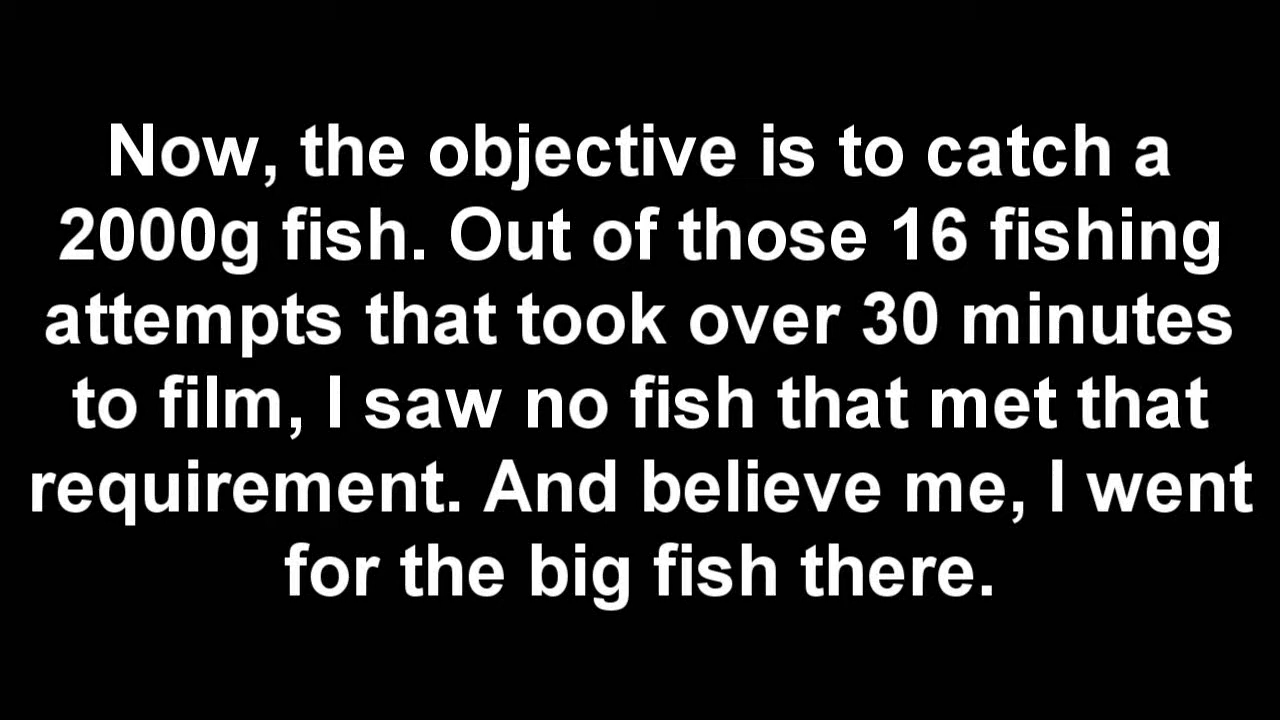 Now, the objective is to catch a
2000g fish. Out of those 16 fishing
attempts that took over 30 minutes
to film, I saw no fish that met that
requirement. And believe me, I went
for the big fish there.